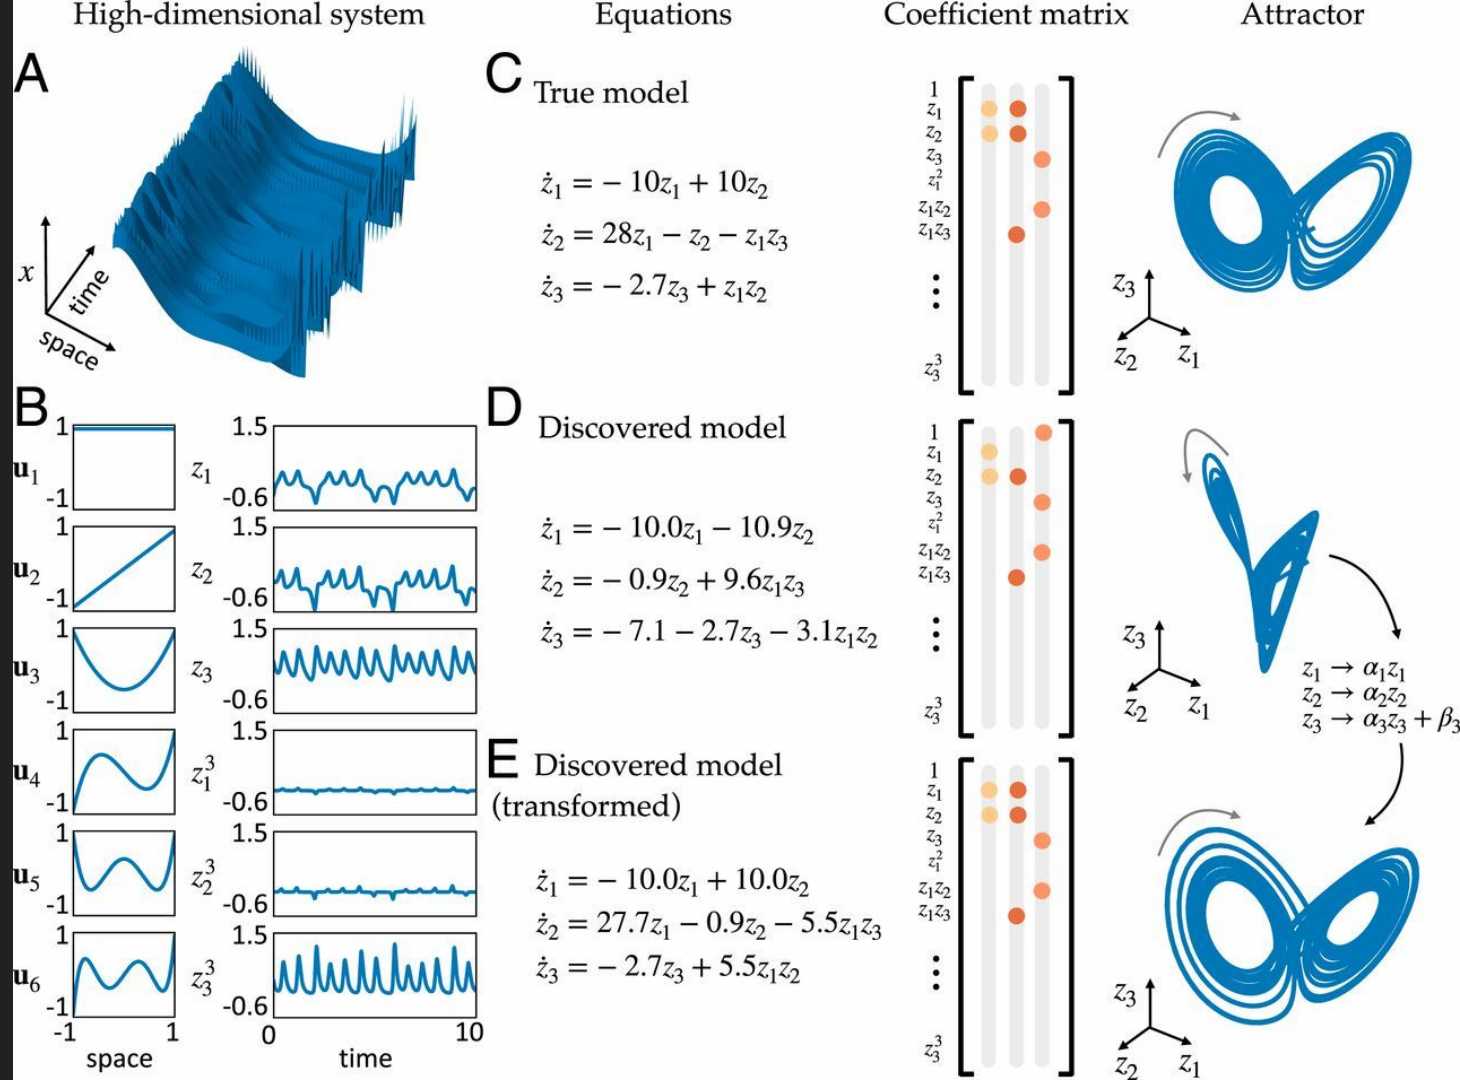 High-dimensional system
Equations
Coefficient matrix
Attractor
A
x
time
space
B
u₁
1
-1
z₁
1.5
-0.6
u₂
1
-1
z₂
1.5
-0.6
u₃
1
-1
z₃
1.5
-0.6
u₄
1
-1
z₁³
1.5
-0.6
u₅
1
-1
z₂³
1.5
-0.6
u₆
1
-1
z₃³
1.5
-0.6
-1 1
space
0 10
time
C
True model
ż₁ = − 10z₁ + 10z₂
ż₂ = 28z₁ − z₂ − z₁z₃
ż₃ = − 2.7z₃ + z₁z₂
1
z₁
z₂
z₃
z₁²
z₁z₂
z₁z₃
⋮
z₃³
z₃
z₂
z₁
D
Discovered model
ż₁ = − 10.0z₁ − 10.9z₂
ż₂ = − 0.9z₂ + 9.6z₁z₃
ż₃ = − 7.1 − 2.7z₃ − 3.1z₁z₂
1
z₁
z₂
z₃
z₁²
z₁z₂
z₁z₃
⋮
z₃³
z₃
z₂
z₁
z₁ → α₁z₁
z₂ → α₂z₂
z₃ → α₃z₃ + β₃
E
Discovered model
(transformed)
ż₁ = − 10.0z₁ + 10.0z₂
ż₂ = 27.7z₁ − 0.9z₂ − 5.5z₁z₃
ż₃ = − 2.7z₃ + 5.5z₁z₂
1
z₁
z₂
z₃
z₁²
z₁z₂
z₁z₃
⋮
z₃³
z₃
z₂
z₁